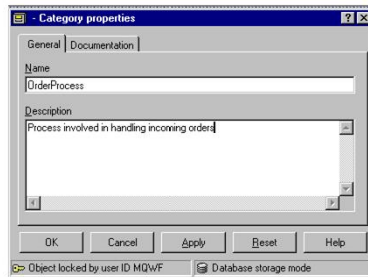 - Category properties
General
Documentation
Name
OrderProcess
Description
Process involved in handling incoming orders
OK
Cancel
Apply
Reset
Help
Object locked by user ID MQWF
Database storage mode